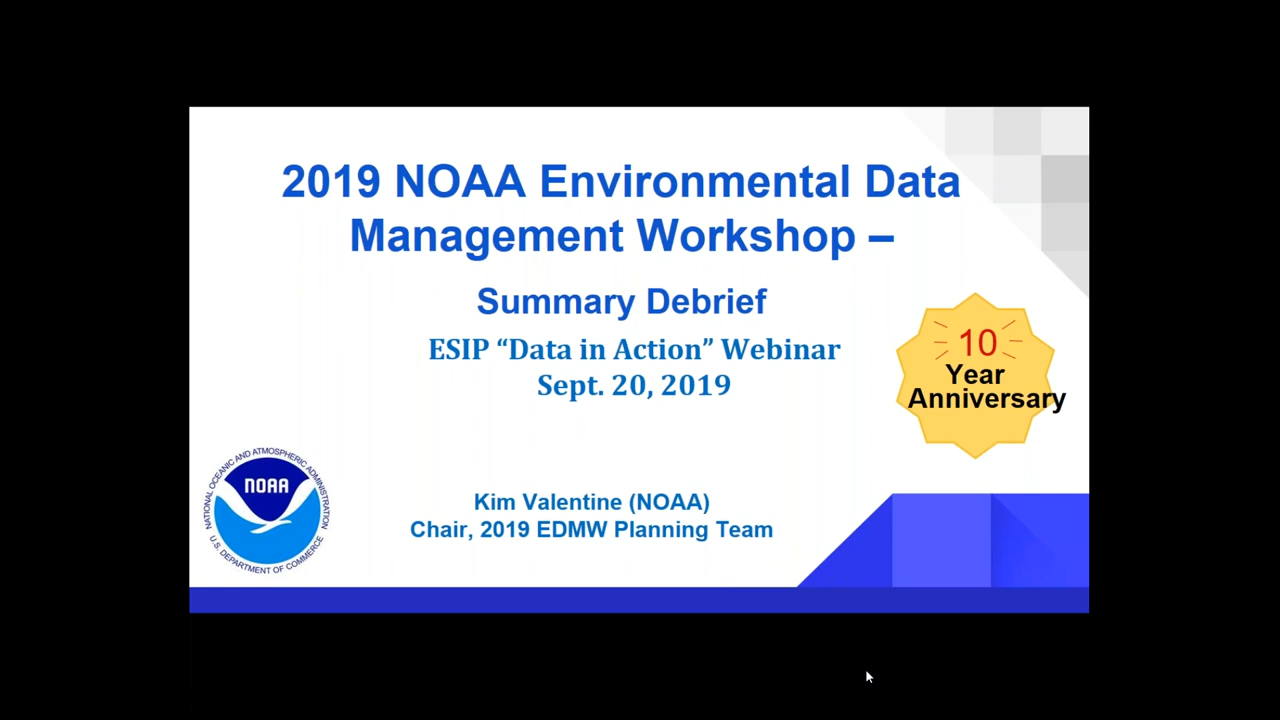 2019 NOAA Environmental Data
Management Workshop –
Summary Debrief
ESIP “Data in Action” Webinar
Sept. 20, 2019
10
Year
Anniversary
Kim Valentine (NOAA)
Chair, 2019 EDMW Planning Team
NATIONAL OCEANIC AND ATMOSPHERIC ADMINISTRATION
NOAA
U.S. DEPARTMENT OF COMMERCE